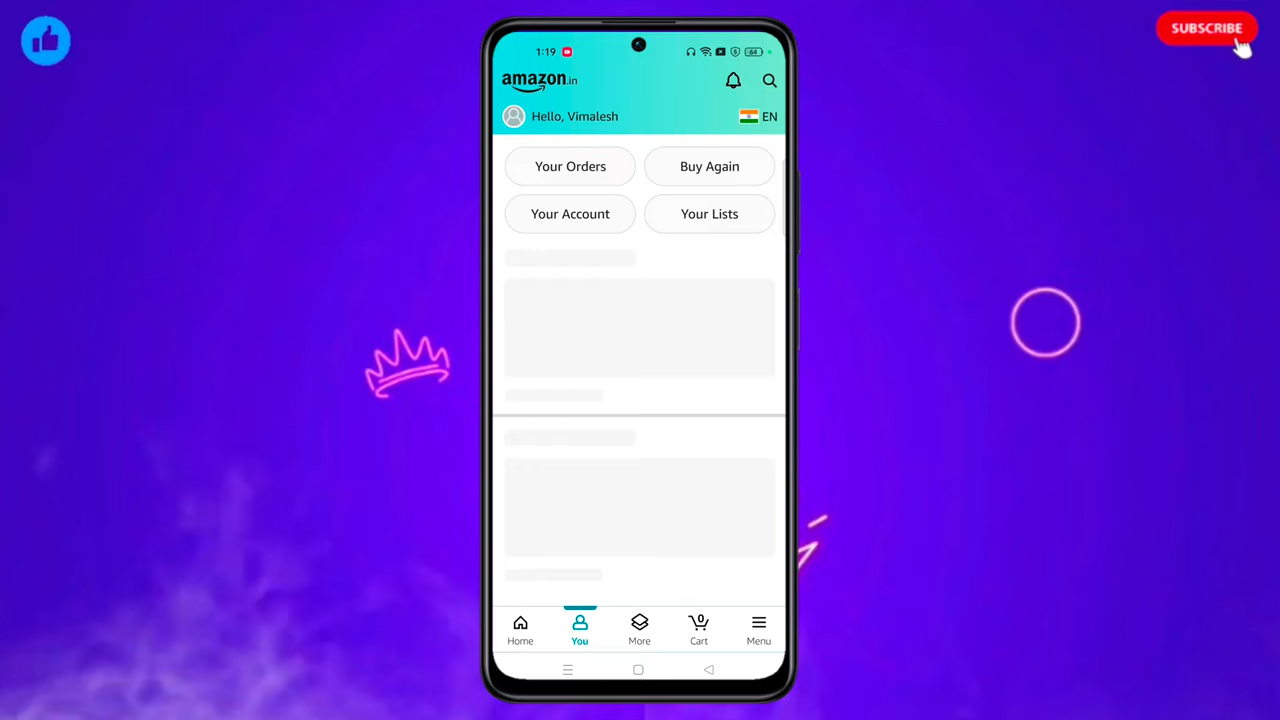 SUBSCRIBE
1:19
64
amazon.in
Hello, Vimalesh
EN
Your Orders
Buy Again
Your Account
Your Lists
0
Home
You
More
Cart
Menu